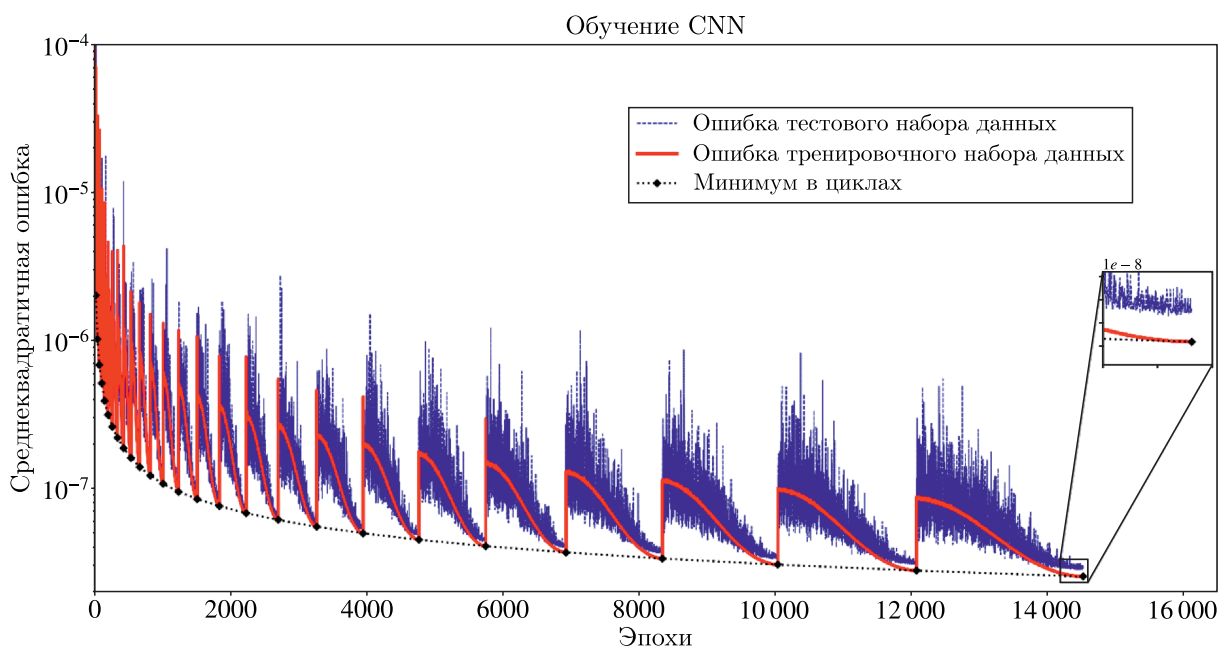 Обучение CNN
10⁻⁴
10⁻⁵
10⁻⁶
10⁻⁷
Среднеквадратичная ошибка
Ошибка тестового набора данных
Ошибка тренировочного набора данных
Минимум в циклах
1e − 8
0
2000
4000
6000
8000
10 000
12 000
14 000
16 000
Эпохи